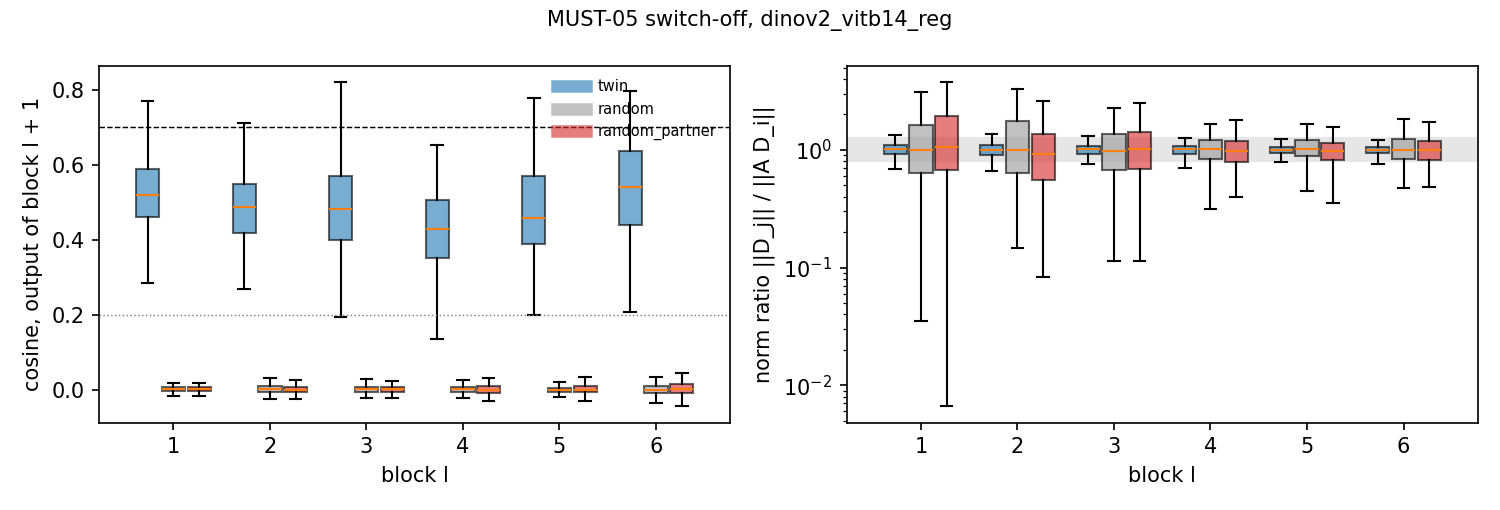 MUST-05 switch-off, dinov2_vitb14_reg
cosine, output of block l + 1
0.8
0.6
0.4
0.2
0.0
twin
random
random_partner
1 2 3 4 5 6
block l
norm ratio ||D_j|| / ||A D_i||
10⁰
10⁻¹
10⁻²
1 2 3 4 5 6
block l